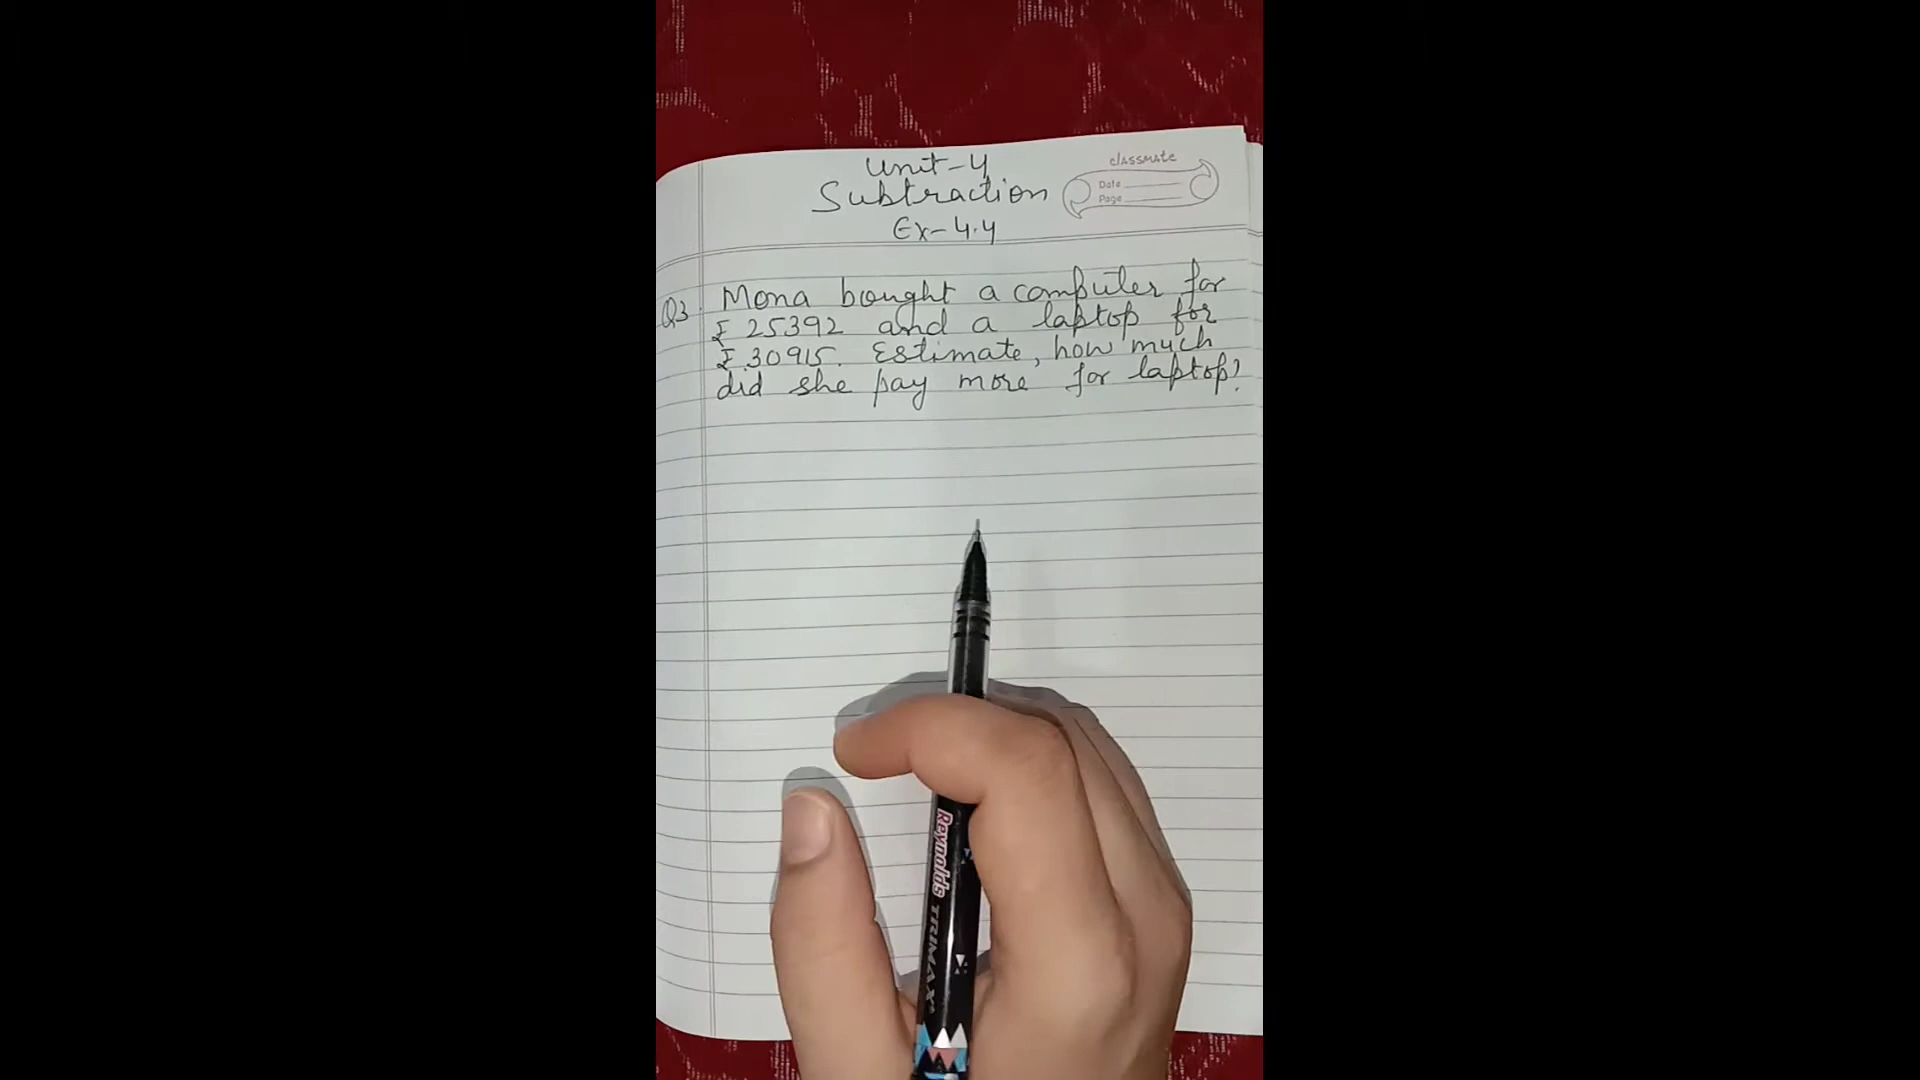 Unit-4
Subtraction
Ex-4.4
classmate
Date
Page
Q3. Mona bought a computer for
₹ 25392 and a laptop for
₹ 30915. Estimate, how much
did she pay more for laptop?
Reynolds TRIMAX